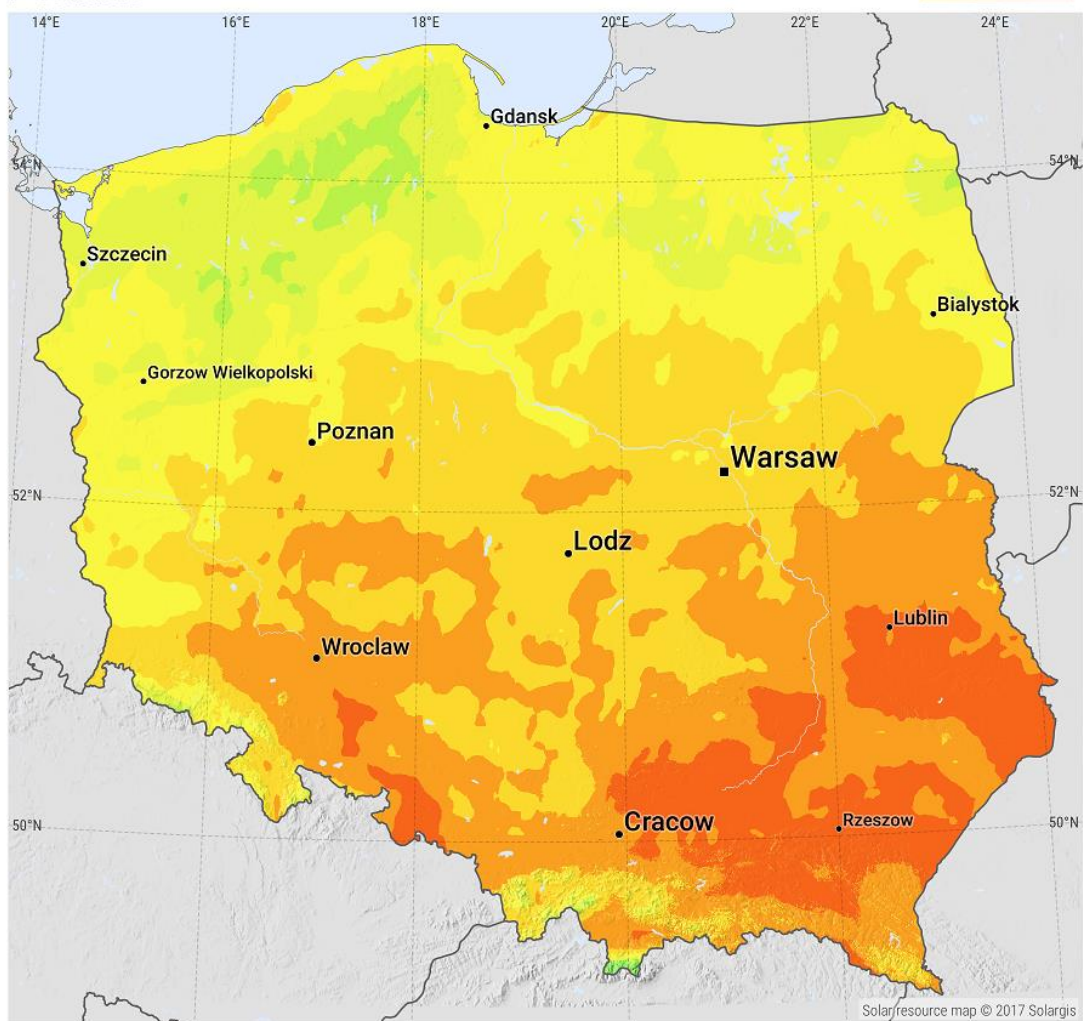 14°E 16°E 18°E 20°E 22°E 24°E
Gdansk
54°N 54°N
Szczecin
Bialystok
Gorzow Wielkopolski
Poznan
Warsaw
52°N 52°N
Lodz
Lublin
Wroclaw
50°N 50°N
Cracow
Rzeszow
Solar resource map © 2017 Solargis